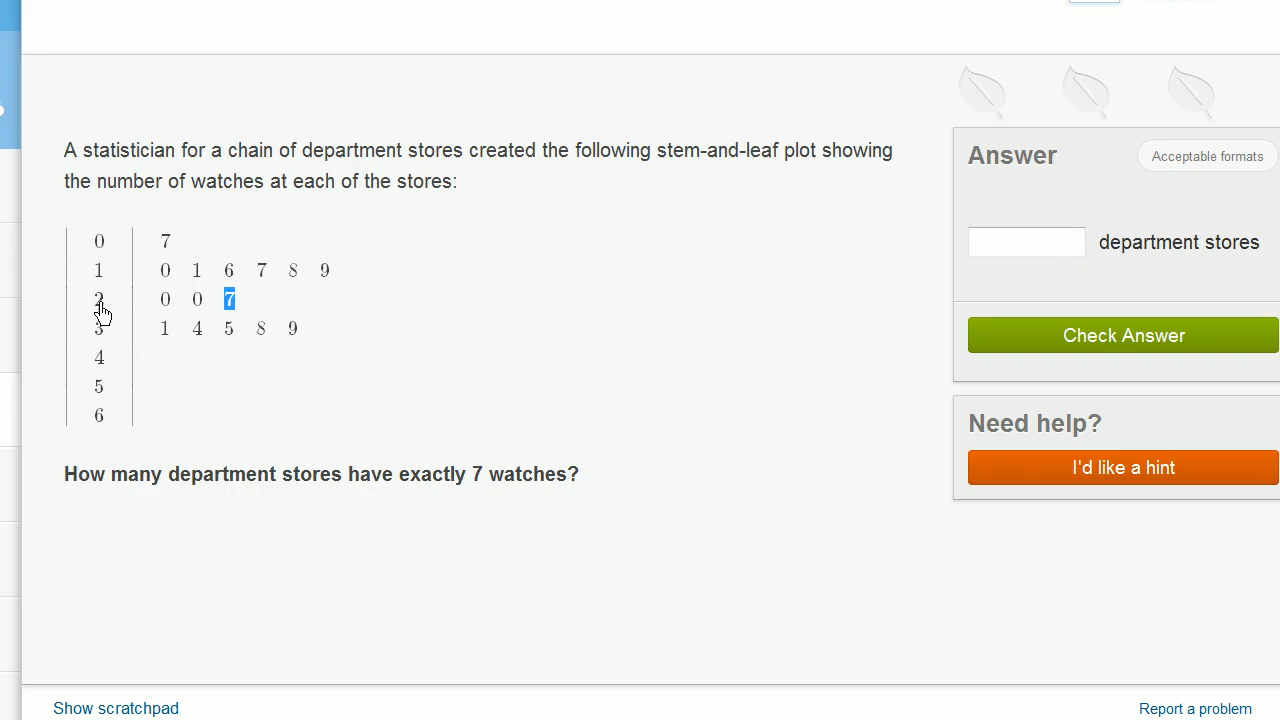 A statistician for a chain of department stores created the following stem-and-leaf plot showing
the number of watches at each of the stores:
0 7
1 0 1 6 7 8 9
2 0 0 7
3 1 4 5 8 9
4
5
6
How many department stores have exactly 7 watches?
Answer
Acceptable formats
department stores
Check Answer
Need help?
I'd like a hint
Show scratchpad
Report a problem